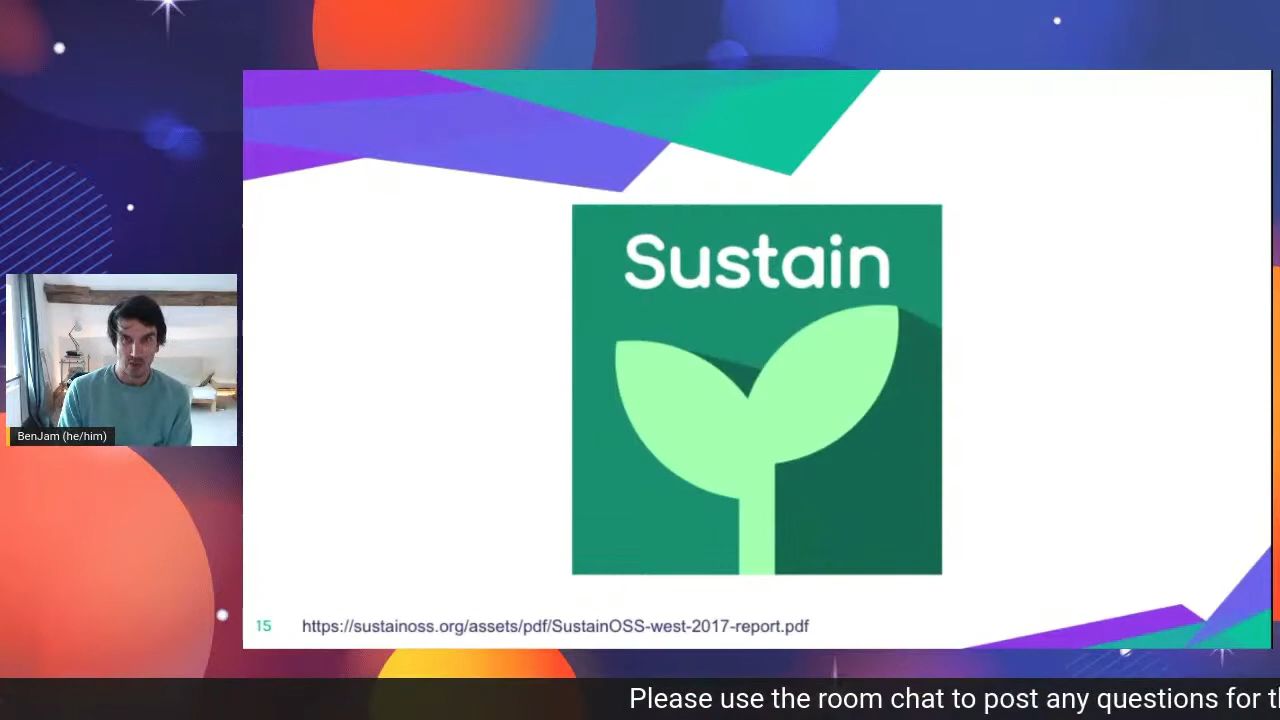 Sustain
BenJam (he/him)
15 https://sustainoss.org/assets/pdf/SustainOSS-west-2017-report.pdf
Please use the room chat to post any questions for